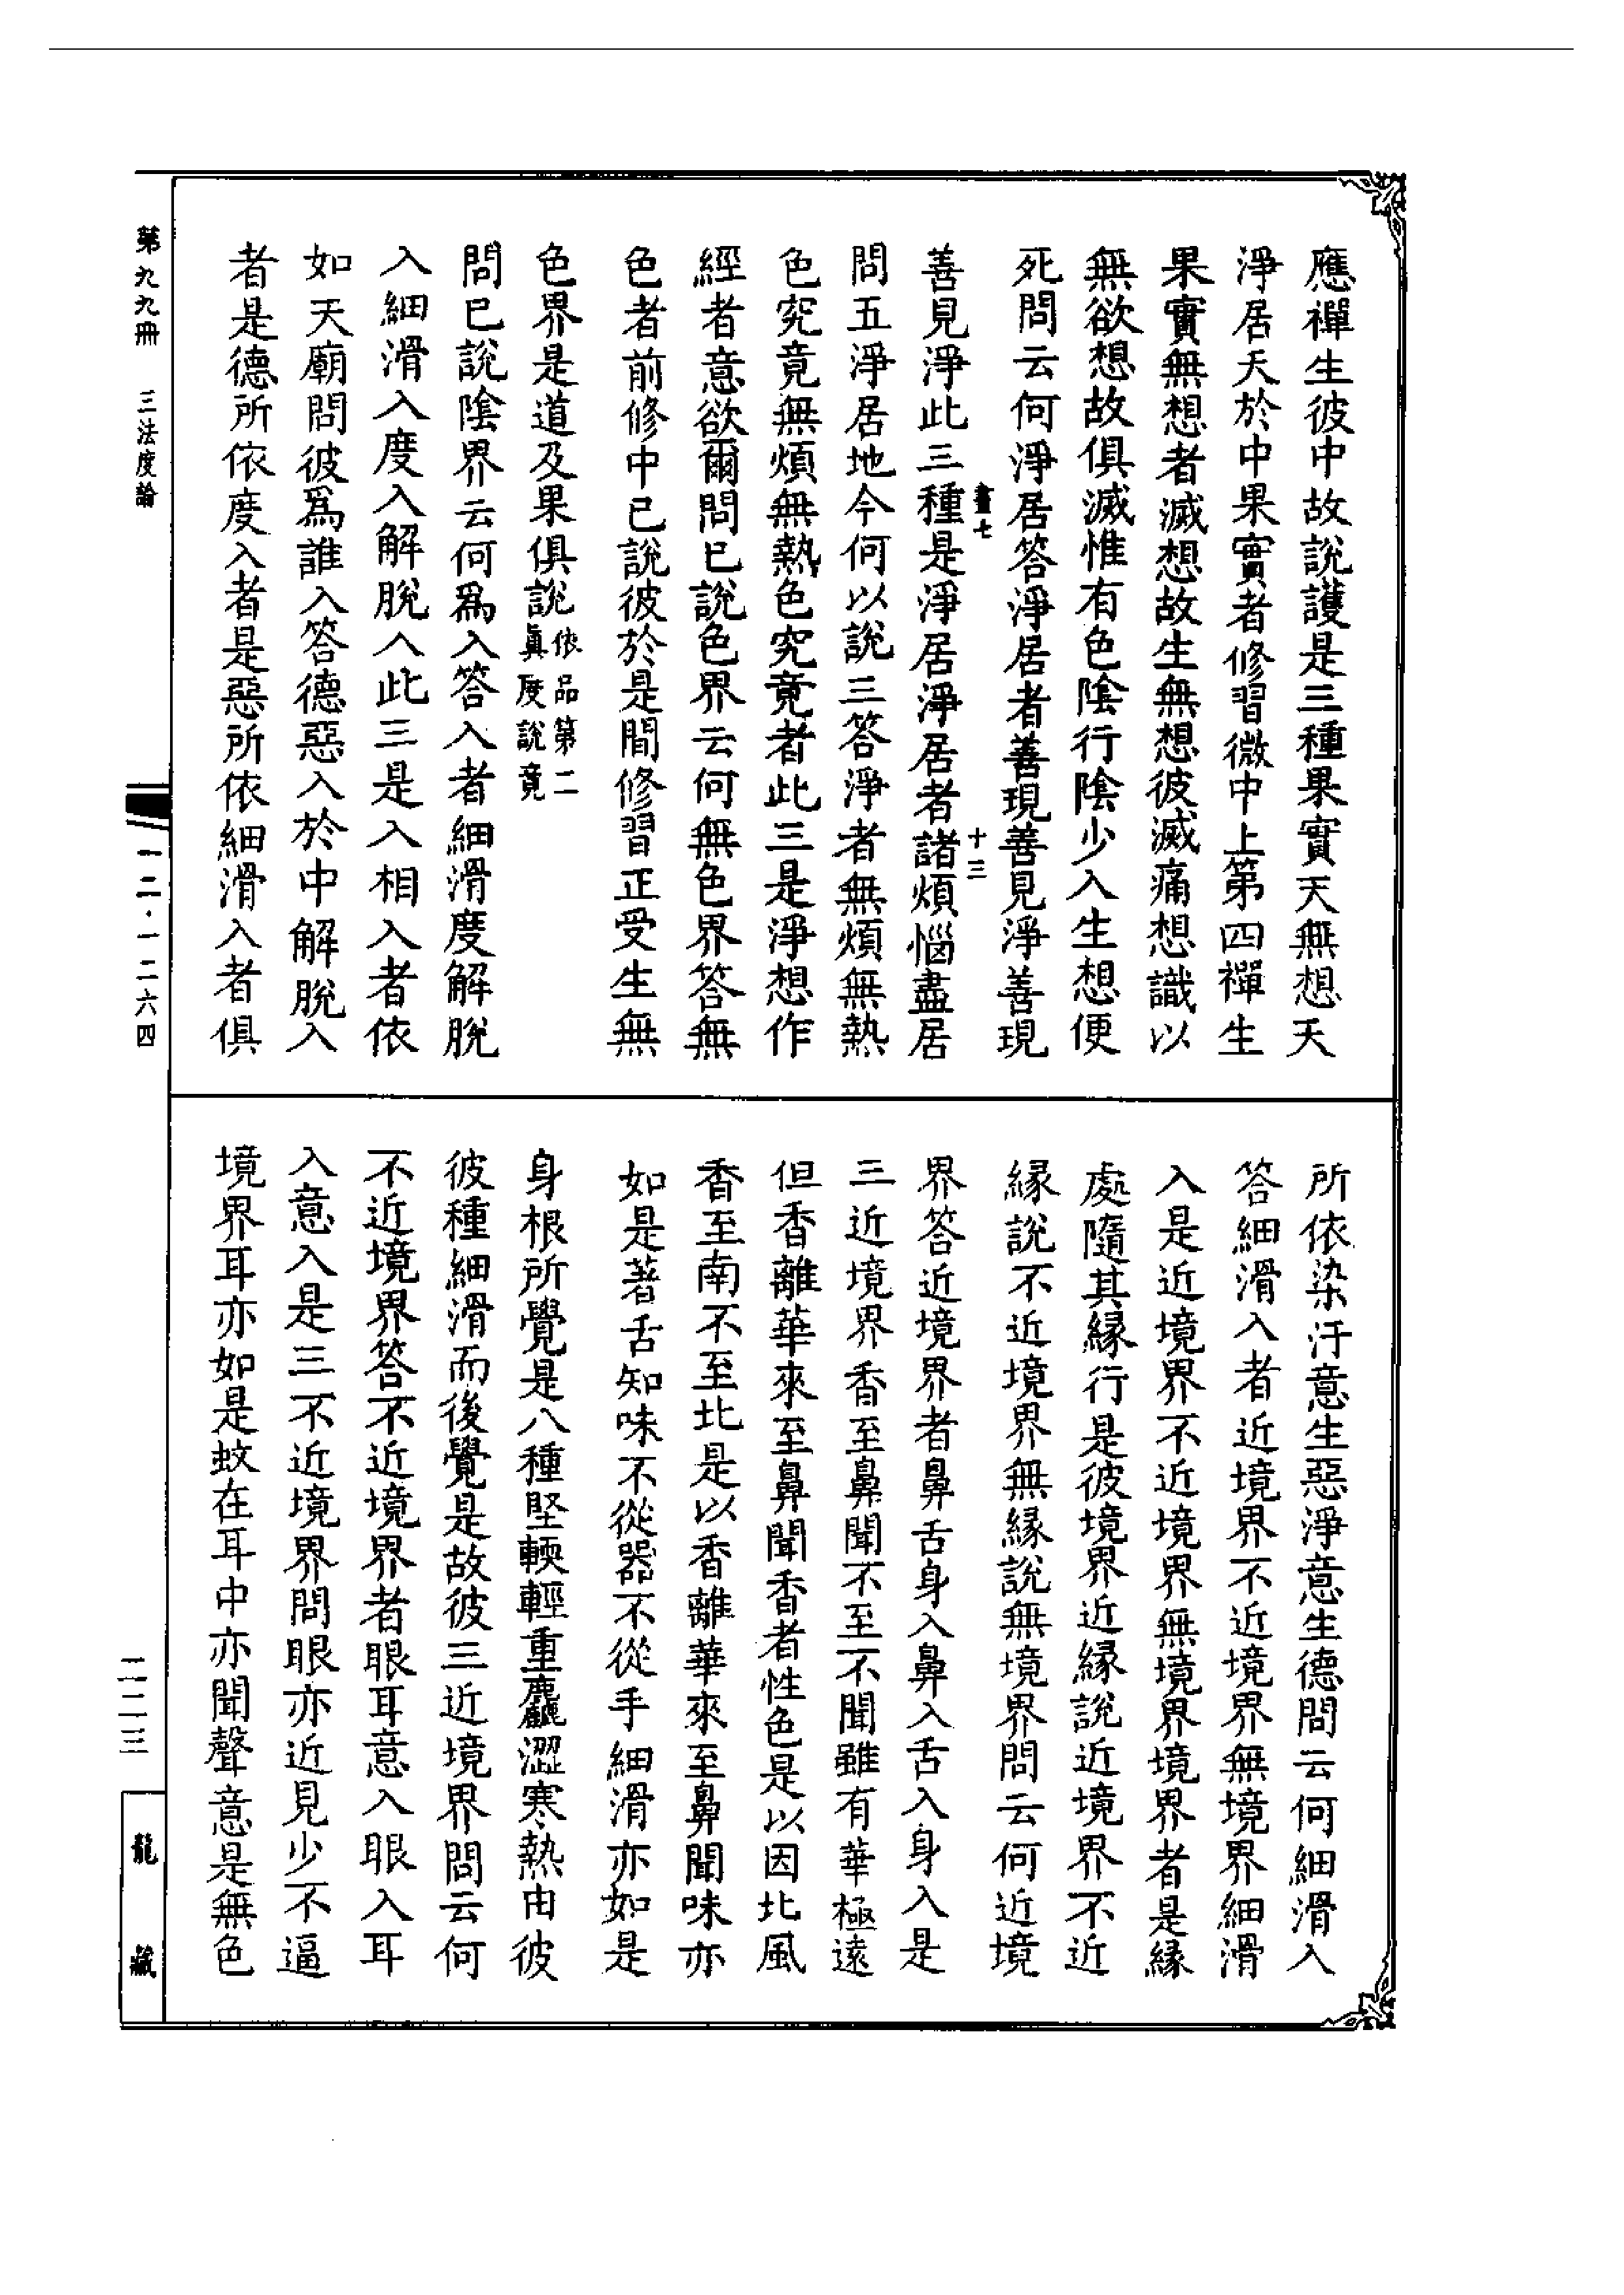 應禪生彼中故說護是三種果實天無想天
淨居天於中果實者修習微中上第四禪生
果實無想者滅想故生無想彼滅痛想識以
無欲想故俱滅惟有色陰行陰少入生想便
死問云何淨居答淨居者善現善見淨善現
善見淨此三種是淨居淨居者諸煩惱盡居
畫七
十三
問五淨居地今何以說三答淨者無煩無熱
色究竟無煩無熱色究竟者此三是淨想作
經者意欲爾問已說色界云何無色界答無
色者前修中已說彼於是間修習正受生無
色界是道及果俱說依品第二真度說竟
問已說陰界云何為入答入者細滑度解脫
入細滑入度入解脫入此三是入相入者依
如天廟問彼為誰入答德惡入於中解脫入
者是德所依度入者是惡所依細滑入者俱
所依染汙意生惡淨意生德問云何細滑入
答細滑入者近境界不近境界無境界細滑
入是近境界不近境界無境界境界者是緣
處隨其緣行是彼境界近緣說近境界不近
緣說不近境界無緣說無境界問云何近境
界答近境界者鼻舌身入鼻入舌入身入是
三近境界香至鼻聞不至不聞雖有華極遠
但香離華來至鼻聞香者性色是以因北風
香至南不至北是以香離華來至鼻聞味亦
如是著舌知味不從器不從手細滑亦如是
身根所覺是八種堅輭輕重麤澀寒熱由彼
彼種細滑而後覺是故彼三近境界問云何
不近境界答不近境界者眼耳意入眼入耳
入意入是三不近境界問眼亦近見少不逼
境界耳亦如是蚊在耳中亦聞聲意是無色
第九九冊 三法度論
一二·一二六四
二二三
龍藏